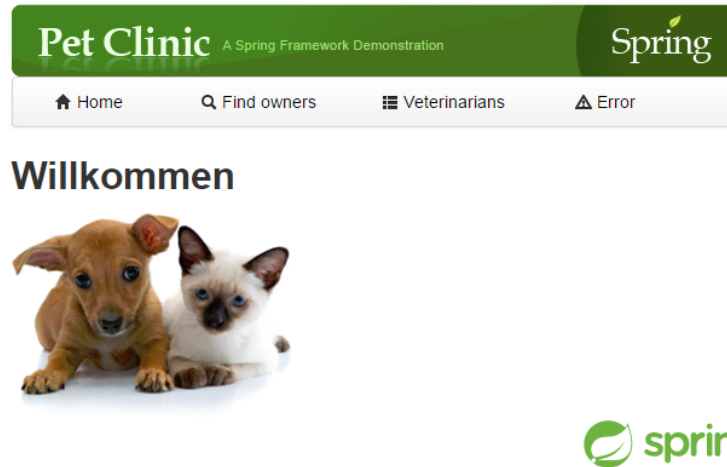 Pet Clinic A Spring Framework Demonstration Spring
Home Find owners Veterinarians Error
Willkommen
sprin